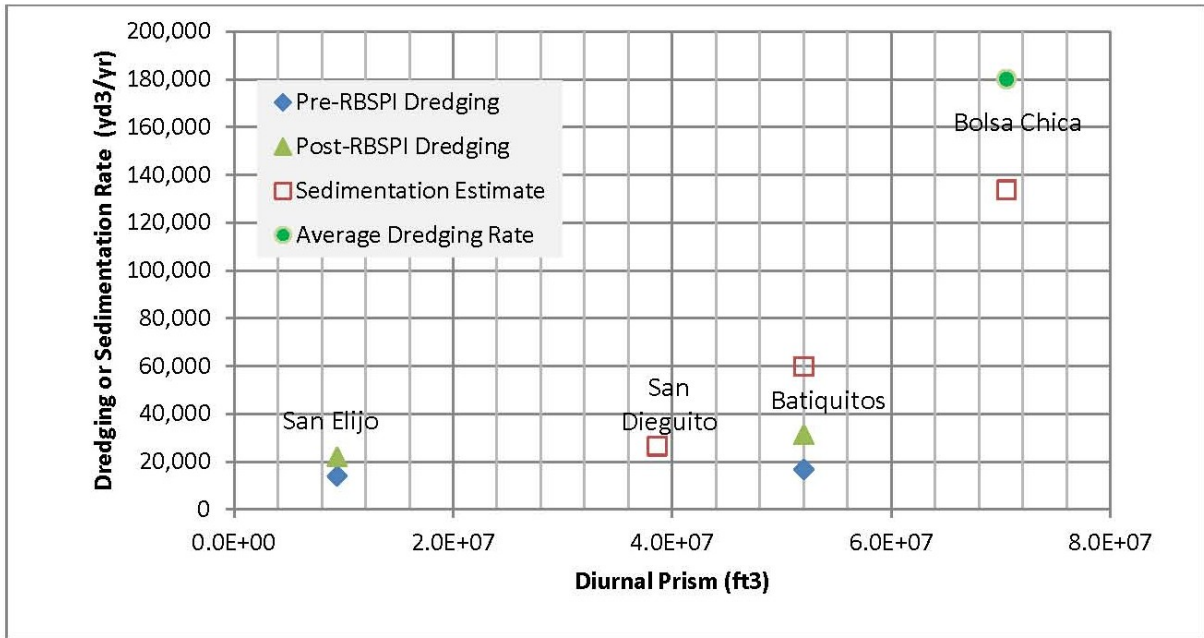 Dredging or Sedimentation Rate (yd3/yr)
200,000
180,000
160,000
140,000
120,000
100,000
80,000
60,000
40,000
20,000
0
Pre-RBSPI Dredging
Post-RBSPI Dredging
Sedimentation Estimate
Average Dredging Rate
Bolsa Chica
San Elijo
San
Dieguito
Batiquitos
0.0E+00
2.0E+07
4.0E+07
6.0E+07
8.0E+07
Diurnal Prism (ft3)